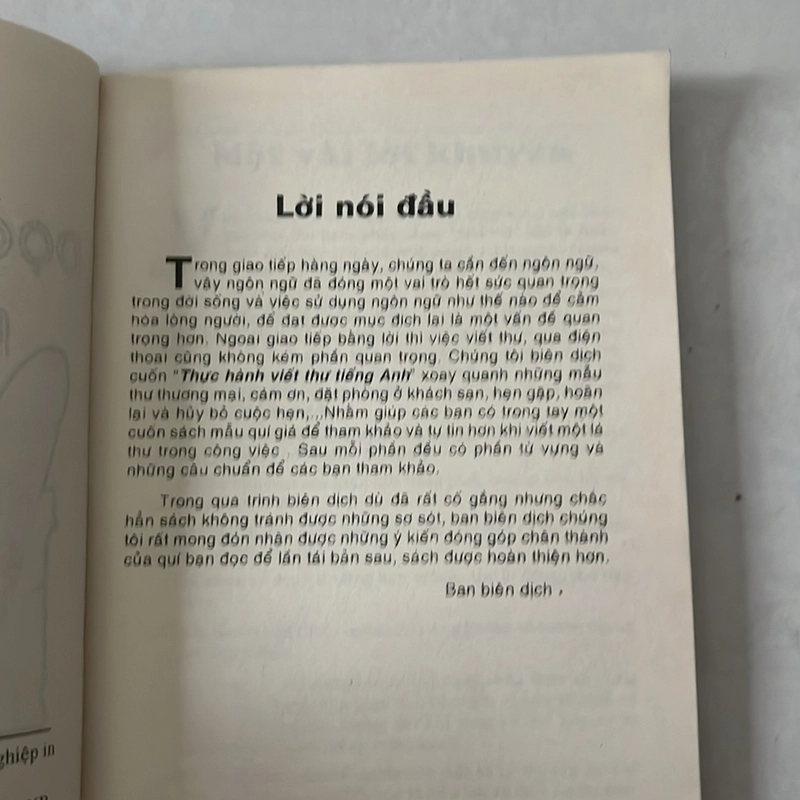 Lời nói đầu
Trong giao tiếp hàng ngày, chúng ta cần đến ngôn ngữ,
vây ngôn ngữ đã đóng một vai trò hết sức quan trọng
trong đời sống và việc sử dụng ngôn ngữ như thế nào để cảm
hóa lòng người, để đạt được mục địch lại là một vấn đề quan
trọng hơn. Ngoài giao tiếp bằng lời thì việc viết thư, qua điện
thoại cũng không kém phần quan trọng. Chúng tôi biên dịch
cuốn "Thực hành viết thư tiếng Anh" xoay quanh những mẫu
thư thương mại, cám ơn, đặt phòng ở khách sạn, hẹn gặp, hoãn
lại và hủy bỏ cuộc hẹn,...Nhằm giúp các bạn có trong tay một
cuốn sách mẫu quí giá để tham khảo và tự tin hơn khi viết một lá
thư trong công việc . Sau mỗi phần đều có phần từ vựng và
những câu chuẩn để các bạn tham khảo.
Trong qua trình biên dịch dù đã rất cố gắng nhưng chắc
hẳn sách không tránh được những sơ sót, ban biên dịch chúng
tôi rất mong đón nhận được những ý kiến đóng góp chân thành
của quí bạn đọc để lần tái bản sau, sách được hoàn thiện hơn.
Ban biên dịch ,
ghiệp in